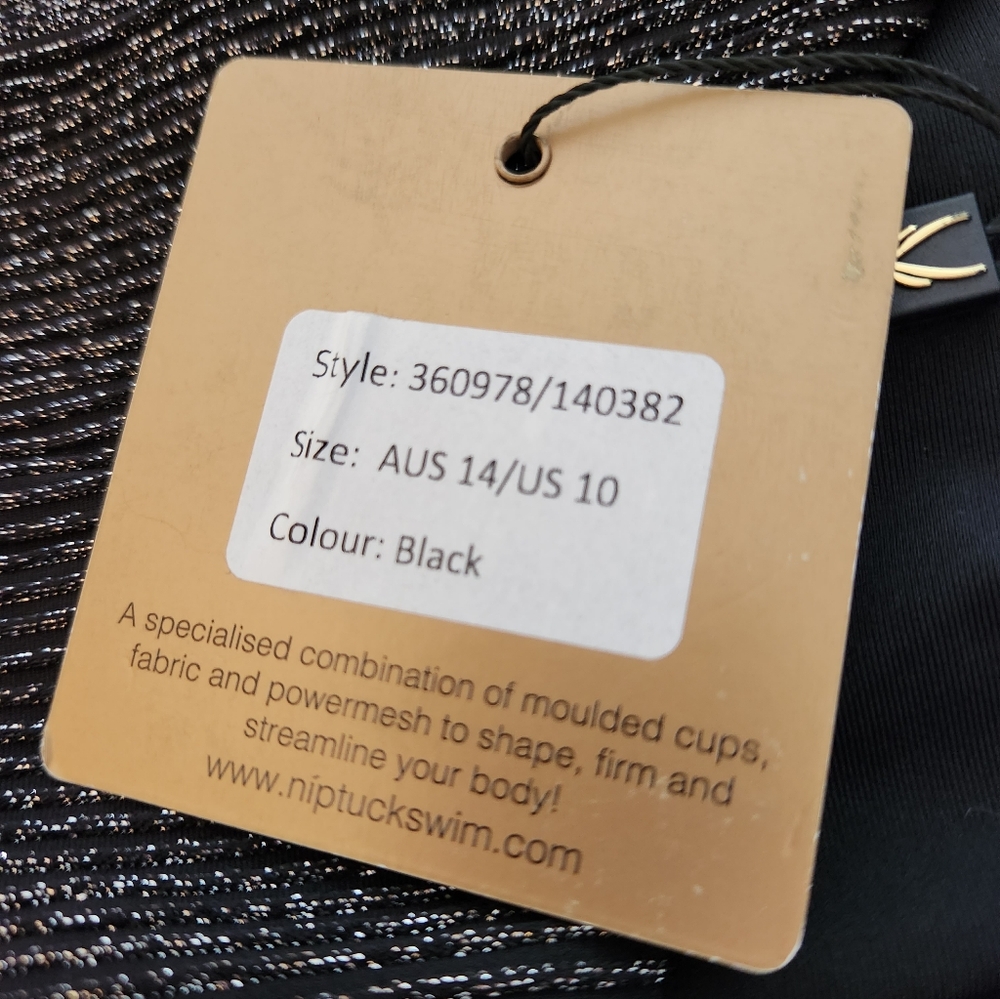 Style: 360978/140382
Size: AUS 14/US 10
Colour: Black
A specialised combination of moulded cups,
fabric and powermesh to shape, firm and
streamline your body!
www.niptuckswim.com